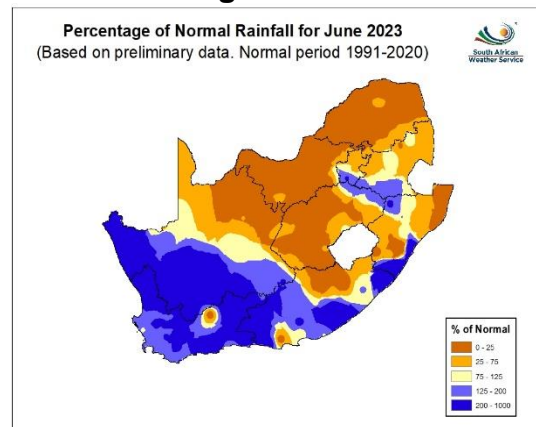 Percentage of Normal Rainfall for June 2023
(Based on preliminary data. Normal period 1991-2020)
South African
Weather Service
% of Normal
0 - 25
25 - 75
75 - 125
125 - 200
200 - 1000